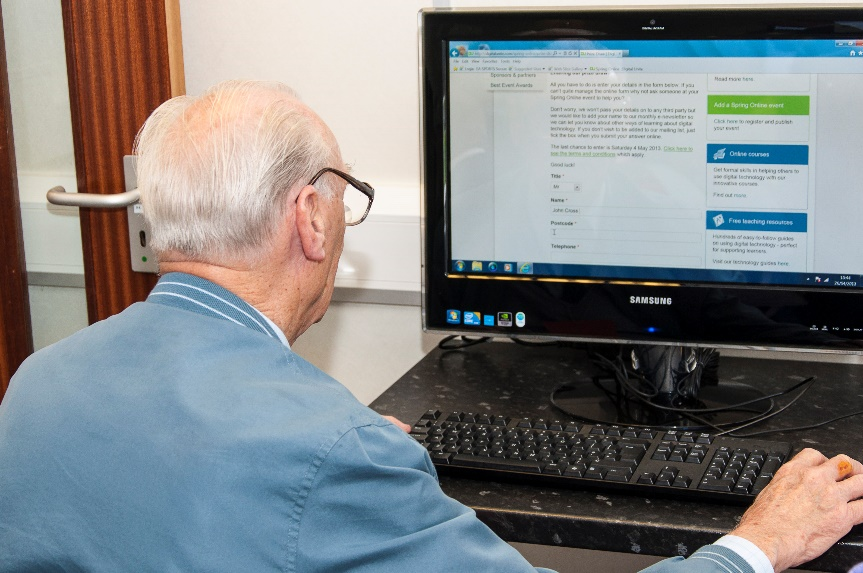 Sponsors & partners
Best Event Awards
All you have to do is enter your details in the form below. If you
can't quite manage the online form why not ask someone at your
Spring Online event to help you?
Don't worry, we won't pass your details on to any third party but
we would like to add your name to our monthly e newsletter so
we can let you know about other ways of learning about digital
technology. If you don't wish to be added to our mailing list, just
tick the box when you submit your answer online.
The last chance to enter is Saturday 4 May 2013. Click here to
see the terms and conditions which apply.
Good luck!
Title *
Mr
Name *
John Cross
Postcode *
Telephone *
Read more here.
Add a Spring Online event
Click here to register and publish
your event
Online courses
Get formal skills in helping others to
use digital technology with our
innovative courses.
Find out more.
Free teaching resources
Hundreds of easy-to-follow guides
on using digital technology - perfect
for supporting learners.
Visit our technology guides here
SAMSUNG